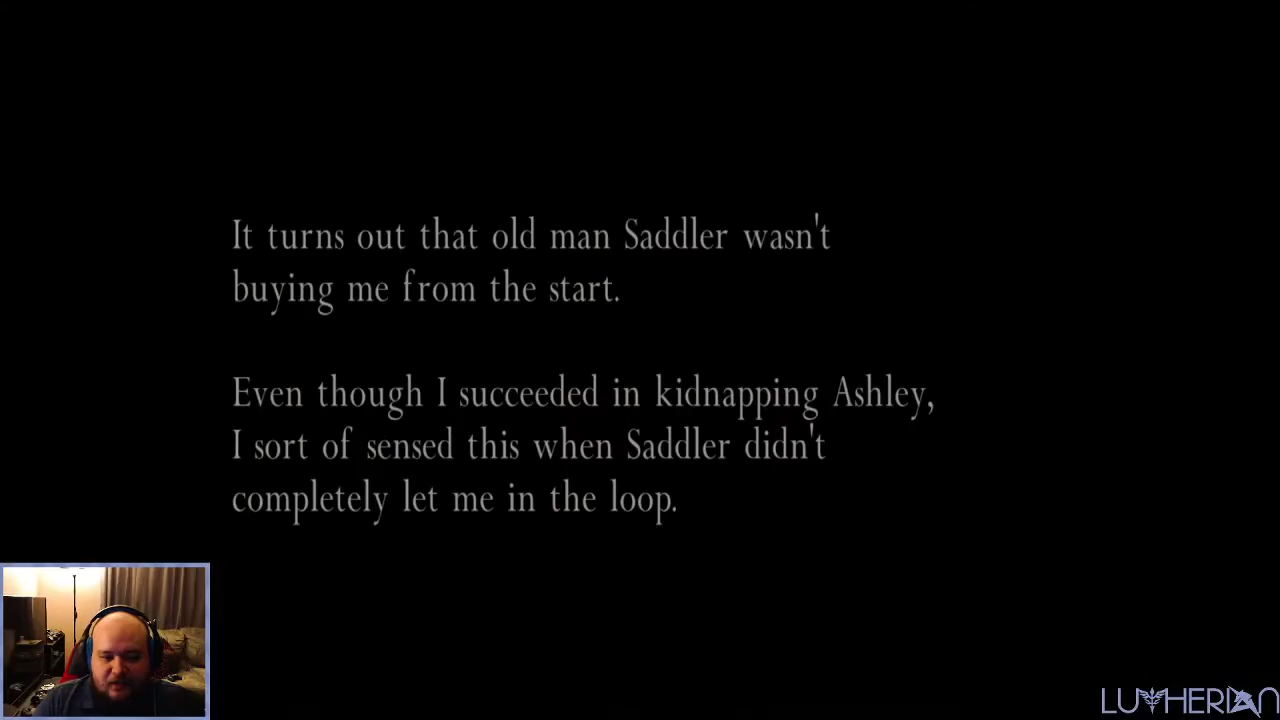 It turns out that old man Saddler wasn't
buying me from the start.
Even though I succeeded in kidnapping Ashley,
I sort of sensed this when Saddler didn't
completely let me in the loop.
LUTHERIAN